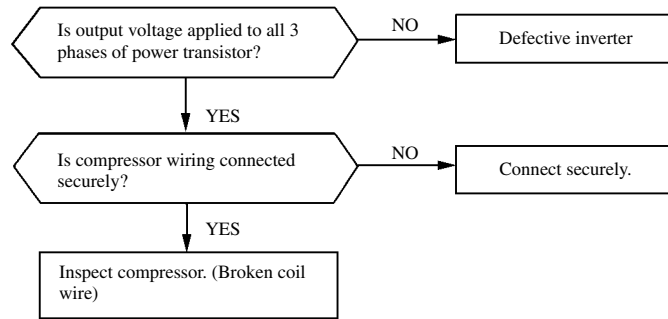 Is output voltage applied to all 3
phases of power transistor?
NO
Defective inverter
YES
Is compressor wiring connected
securely?
NO
Connect securely.
YES
Inspect compressor. (Broken coil
wire)